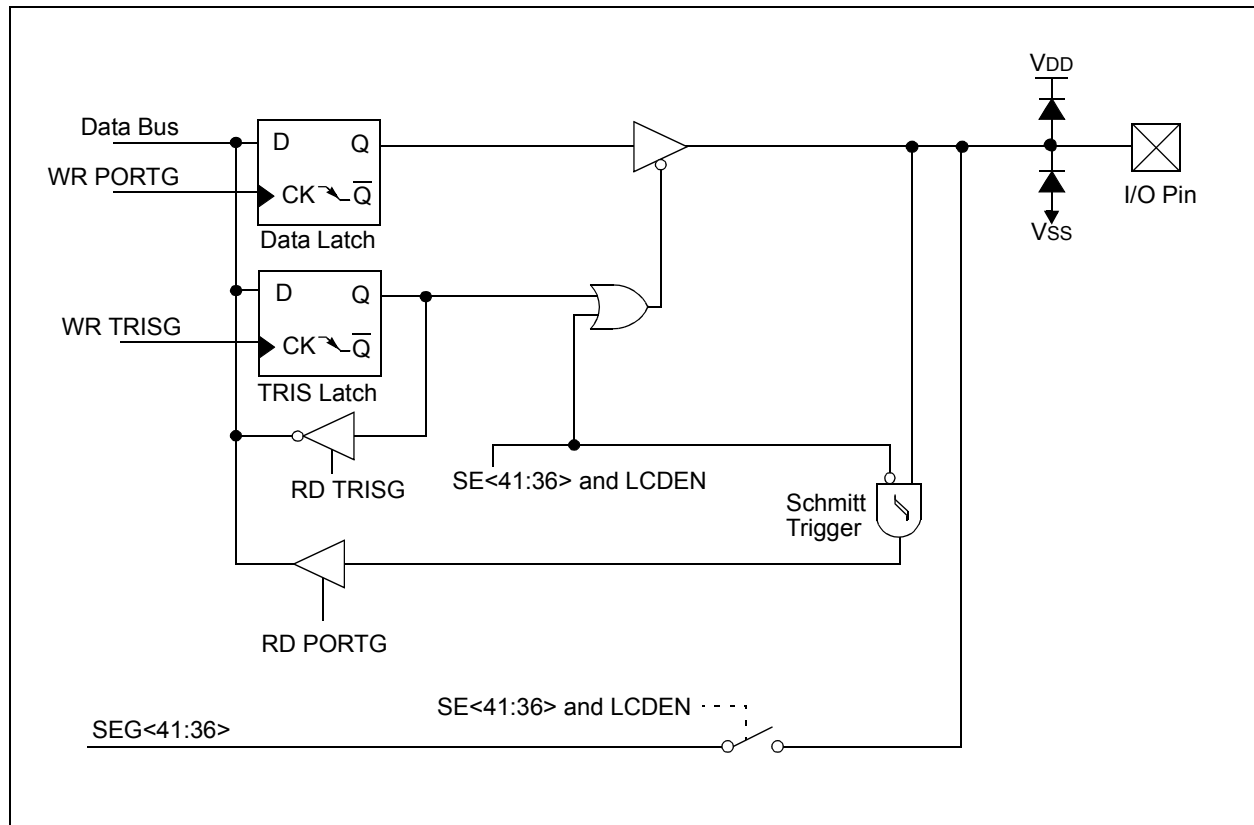 VDD
Data Bus
D Q
WR PORTG
CK Q
I/O Pin
Data Latch
VSS
D Q
WR TRISG
CK Q
TRIS Latch
SE<41:36> and LCDEN
RD TRISG
Schmitt
Trigger
RD PORTG
SE<41:36> and LCDEN
SEG<41:36>